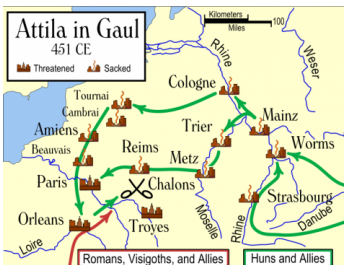 Attila in Gaul
451 CE
Threatened
Sacked
Kilometers
Miles
100
Rhine
Weser
Cologne
Tournai
Cambrai
Mainz
Amiens
Trier
Worms
Beauvais
Reims
Metz
Paris
Chalons
Strasbourg
Orleans
Troyes
Moselle
Rhine
Danube
Loire
Romans, Visigoths, and Allies
Huns and Allies